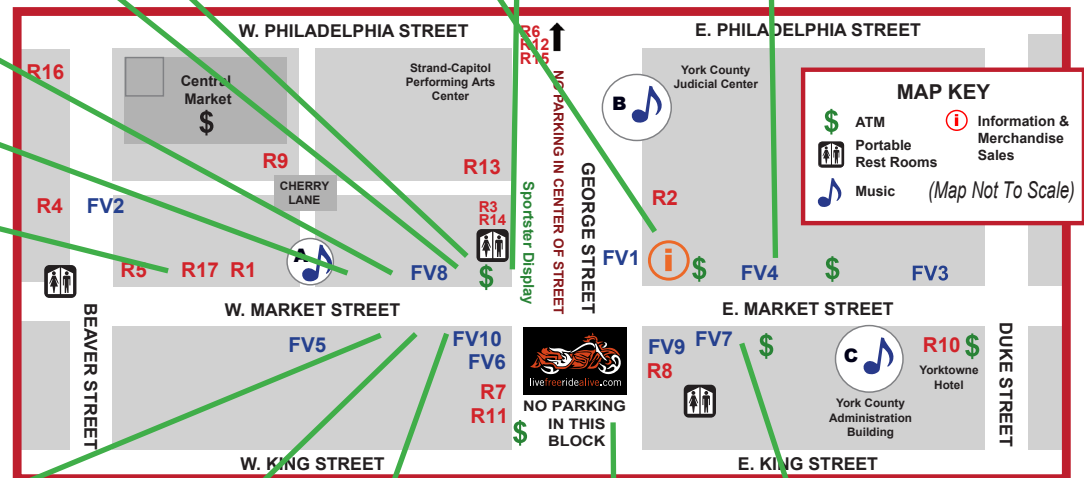 W. PHILADELPHIA STREET
E. PHILADELPHIA STREET
R6
R12
R15
R16
Central
Market
$
Strand-Capitol
Performing Arts
Center
NO PARKING IN CENTER OF STREET
B
York County
Judicial Center
MAP KEY
$ ATM
Portable
Rest Rooms
Music
i Information &
Merchandise
Sales
(Map Not To Scale)
R9
R13
CHERRY
LANE
Sportster Display
GEORGE STREET
R2
R4
FV2
R3
R14
A
R5
R17
R1
FV8
$
FV1
i
$
FV4
$
FV3
W. MARKET STREET
E. MARKET STREET
BEAVER STREET
DUKE STREET
FV5
FV10
FV6
R7
R11
$
livefreeridealive.com
NO PARKING
IN THIS
BLOCK
FV9
R8
FV7
$
C
York County
Administration
Building
R10 $
Yorktowne
Hotel
W. KING STREET
E. KING STREET